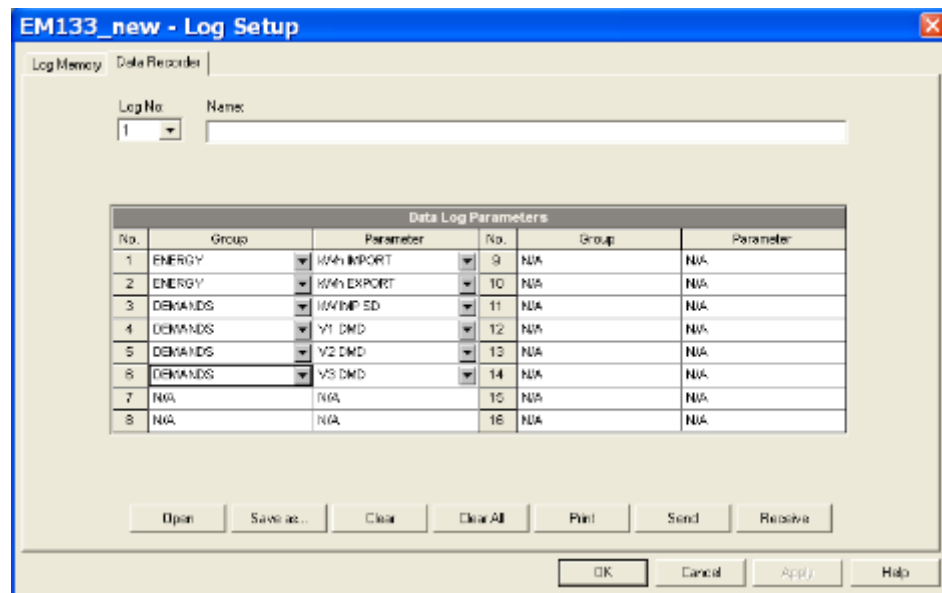 EM133_new - Log Setup
Log Memory Data Recorder
Log No: Name:
1
Data Log Parameters
No. Group Parameter No. Group Parameter
1 ENERGY kWh IMPORT 9 N/A N/A
2 ENERGY kWh EXPORT 10 N/A N/A
3 DEMANDS kW IMP SD 11 N/A N/A
4 DEMANDS V1 DMD 12 N/A N/A
5 DEMANDS V2 DMD 13 N/A N/A
6 DEMANDS V3 DMD 14 N/A N/A
7 N/A N/A 15 N/A N/A
8 N/A N/A 16 N/A N/A
Open Save as... Clear Clear All Print Send Receive
OK Cancel Apply Help